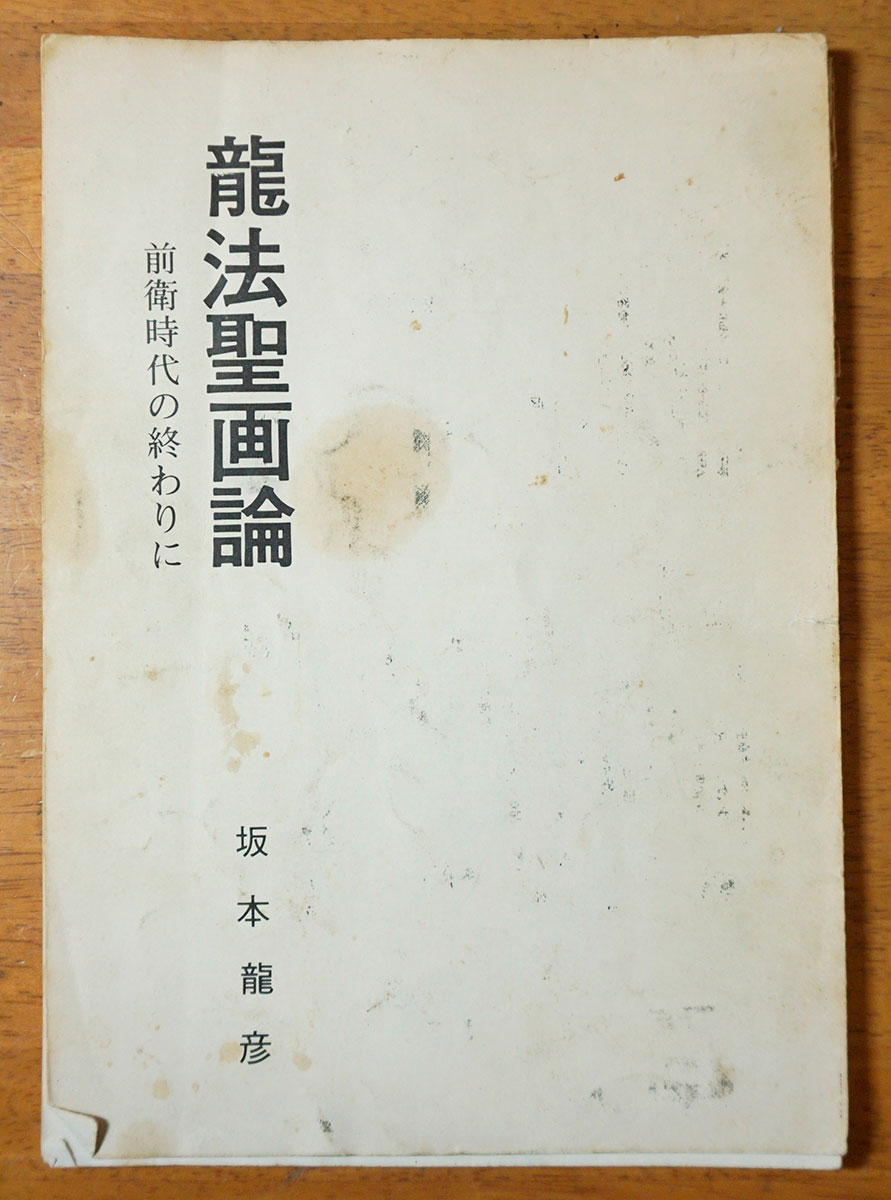 龍法聖画論
前衛時代の終わりに
坂本龍彦